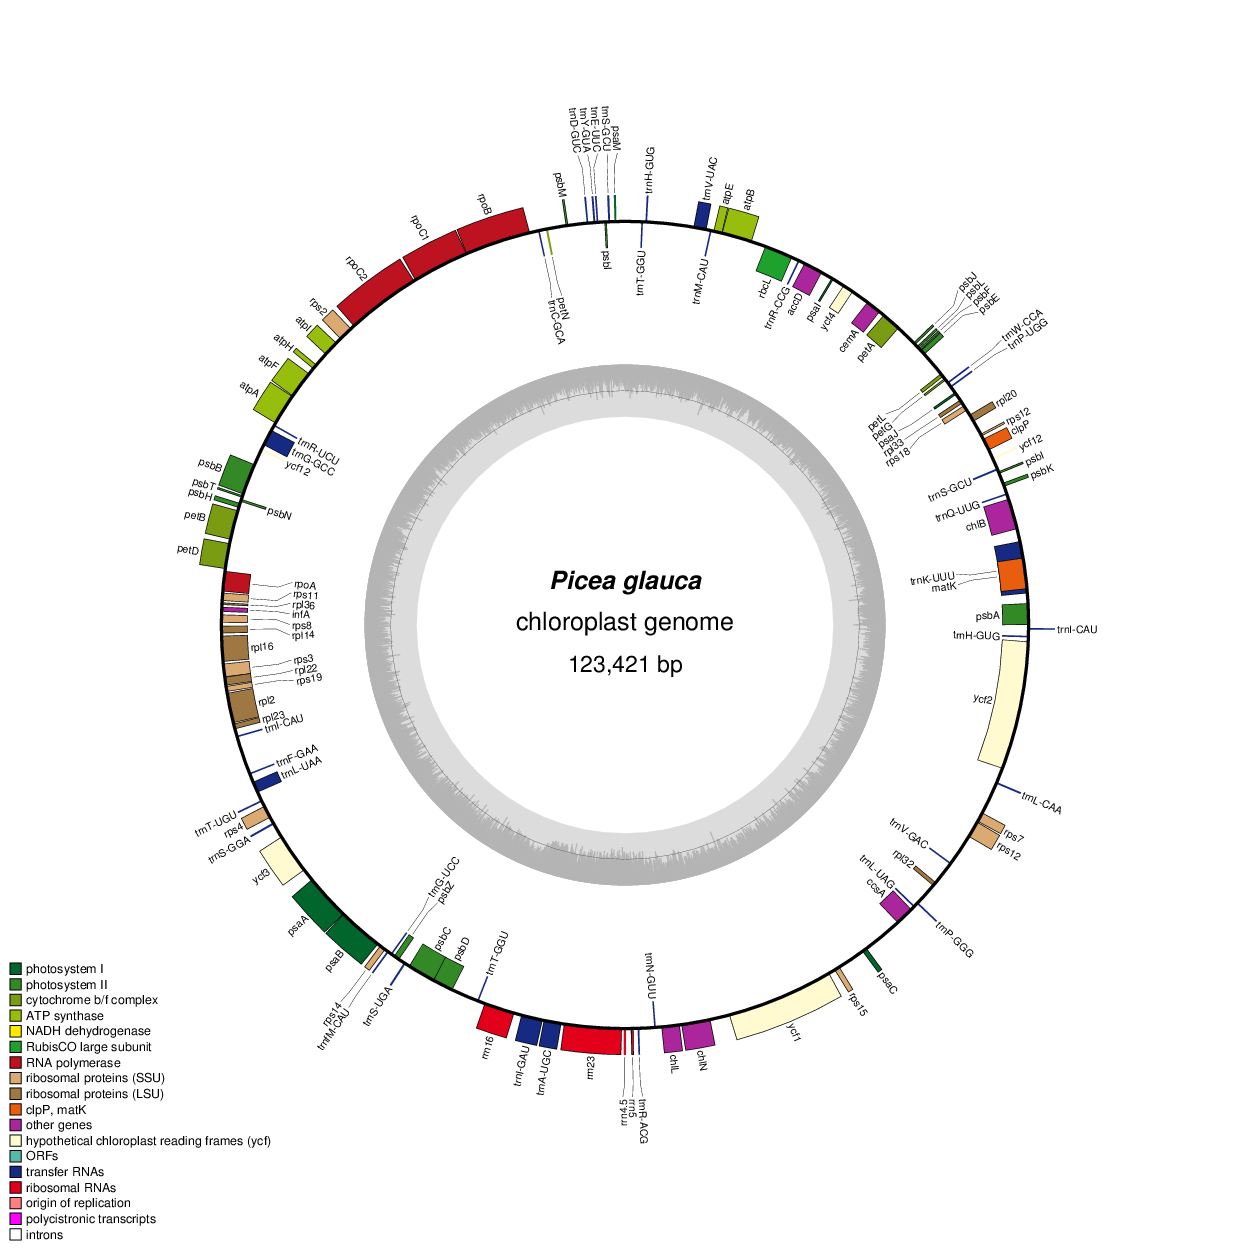 Picea glauca
chloroplast genome
123,421 bp
trnD-GUC
trnY-GUA
trnE-UUC
trnS-GCU
psaM
trnH-GUG
trnV-UAC
atpE
atpB
psbM
psbI
trnT-GGU
trnM-CAU
rbcL
trnR-CCG
accD
psaI
ycf4
cemA
petA
psbJ
psbL
psbF
psbE
trnW-CCA
trnP-UGG
petL
petG
psaJ
rpl33
rps18
rpl20
rps12
clpP
ycf12
psbI
psbK
trnS-GCU
trnQ-UUG
chlB
trnK-UUU
matK
psbA
trnI-CAU
trnH-GUG
ycf2
trnL-CAA
rps7
rps12
trnV-GAC
rpl32
trnL-UAG
ccsA
trnP-GGG
psaC
rps15
ycf1
chlN
chlL
trnN-GUU
trnR-ACG
rrn5
rrn4.5
rrn23
trnA-UGC
trnI-GAU
rrn16
trnT-GGU
psbD
psbC
psbZ
trnG-UCC
trnS-UGA
trnfM-CAU
rps14
psaB
psaA
ycf3
trnS-GGA
rps4
trnT-UGU
trnL-UAA
trnF-GAA
trnI-CAU
rpl23
rpl2
rps19
rpl22
rps3
rpl16
rpl14
rps8
infA
rpl36
rps11
rpoA
petD
petB
psbN
psbH
psbT
psbB
ycf12
trnG-GCC
trnR-UCU
atpA
atpF
atpH
atpI
rps2
rpoC2
rpoC1
rpoB
petN
trnC-GCA
photosystem I
photosystem II
cytochrome b/f complex
ATP synthase
NADH dehydrogenase
RubisCO large subunit
RNA polymerase
ribosomal proteins (SSU)
ribosomal proteins (LSU)
clpP, matK
other genes
hypothetical chloroplast reading frames (ycf)
ORFs
transfer RNAs
ribosomal RNAs
origin of replication
polycistronic transcripts
introns